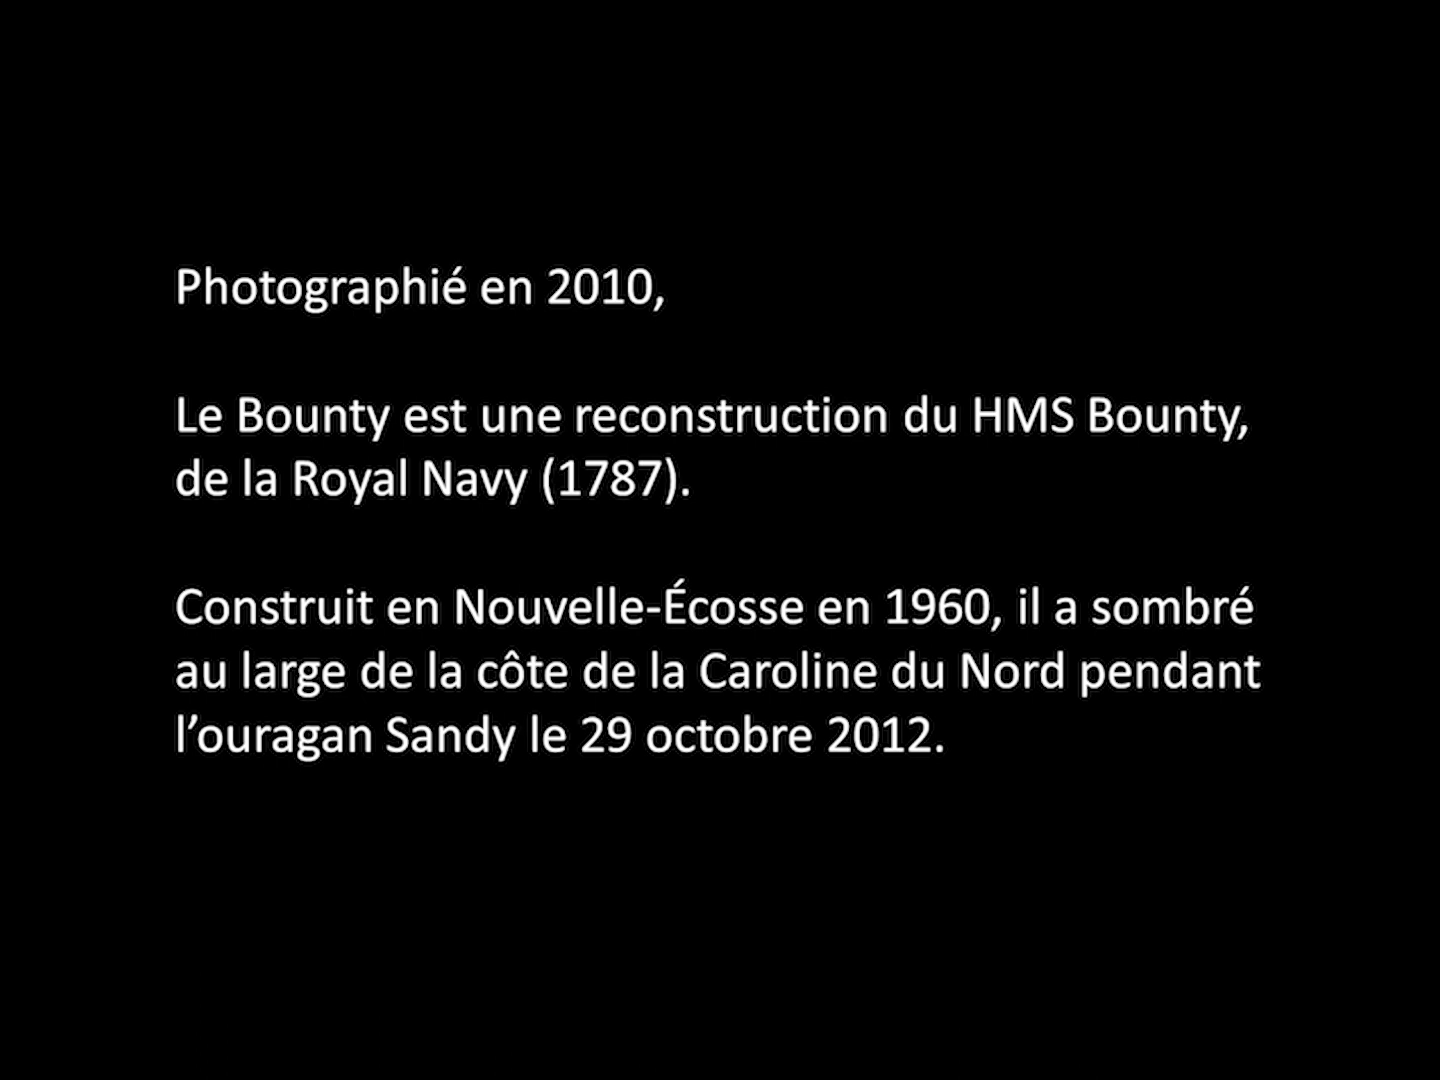 Photographié en 2010,
Le Bounty est une reconstruction du HMS Bounty,
de la Royal Navy (1787).
Construit en Nouvelle-Écosse en 1960, il a sombré
au large de la côte de la Caroline du Nord pendant
l’ouragan Sandy le 29 octobre 2012.